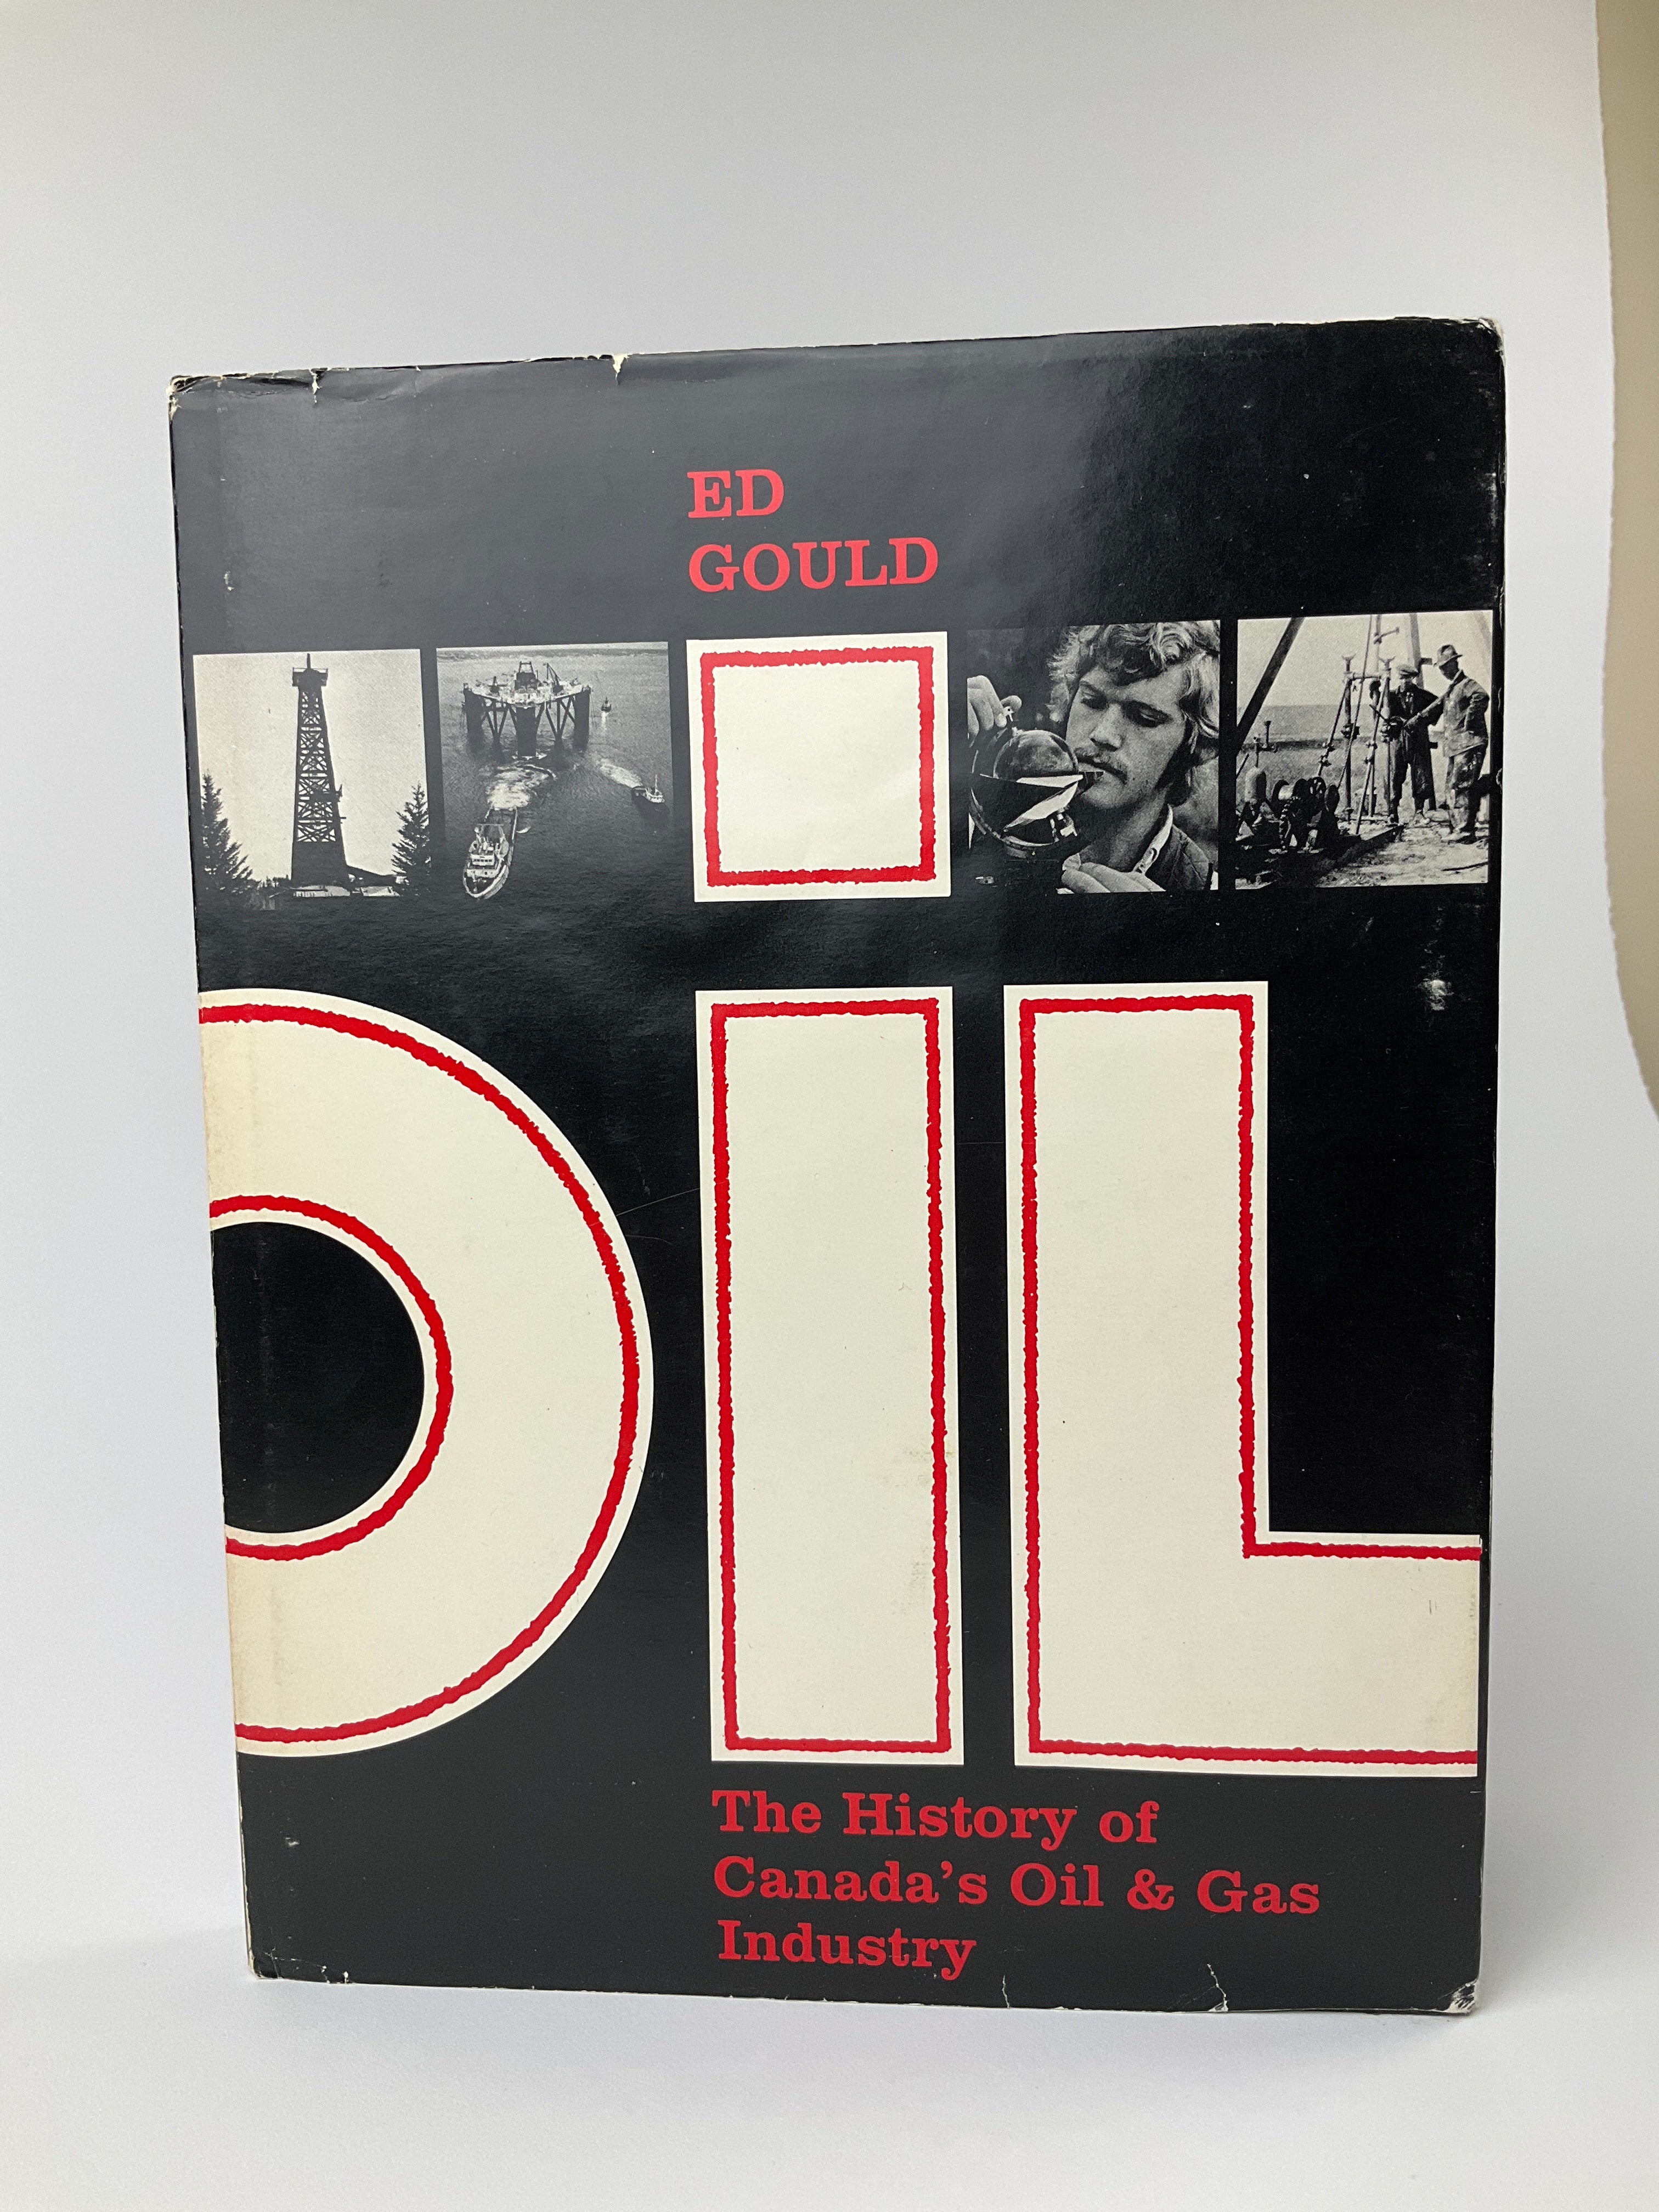 ED
GOULD
OiL
The History of
Canada's Oil & Gas
Industry